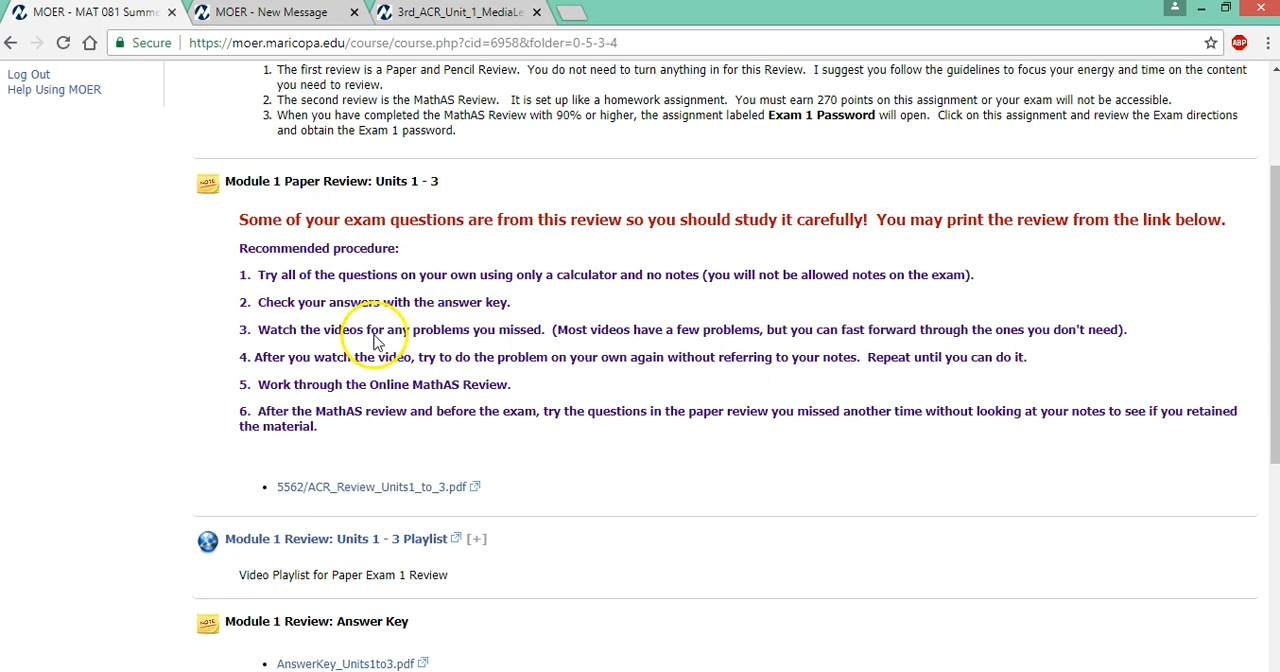 MOER - MAT 081 Summe
MOER - New Message
3rd_ACR_Unit_1_MediaLe
Secure
https://moer.maricopa.edu/course/course.php?cid=6958&folder=0-5-3-4
ABP
Log Out
Help Using MOER
1. The first review is a Paper and Pencil Review. You do not need to turn anything in for this Review. I suggest you follow the guidelines to focus your energy and time on the content
you need to review.
2. The second review is the MathAS Review. It is set up like a homework assignment. You must earn 270 points on this assignment or your exam will not be accessible.
3. When you have completed the MathAS Review with 90% or higher, the assignment labeled Exam 1 Password will open. Click on this assignment and review the Exam directions
and obtain the Exam 1 password.
NOTE
Module 1 Paper Review: Units 1 - 3
Some of your exam questions are from this review so you should study it carefully! You may print the review from the link below.
Recommended procedure:
1. Try all of the questions on your own using only a calculator and no notes (you will not be allowed notes on the exam).
2. Check your answers with the answer key.
3. Watch the videos for any problems you missed. (Most videos have a few problems, but you can fast forward through the ones you don't need).
4. After you watch the video, try to do the problem on your own again without referring to your notes. Repeat until you can do it.
5. Work through the Online MathAS Review.
6. After the MathAS review and before the exam, try the questions in the paper review you missed another time without looking at your notes to see if you retained
the material.
• 5562/ACR_Review_Units1_to_3.pdf
Module 1 Review: Units 1 - 3 Playlist [+]
Video Playlist for Paper Exam 1 Review
NOTE
Module 1 Review: Answer Key
• AnswerKey_Units1to3.pdf